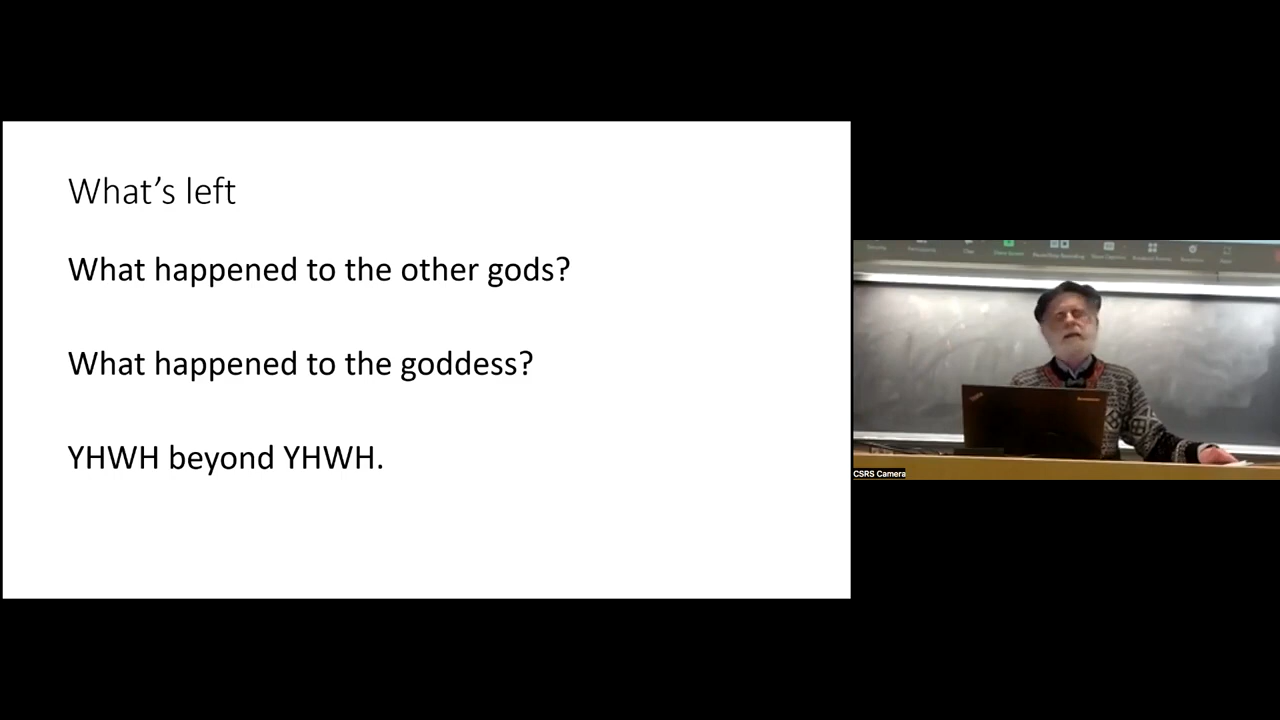 What’s left
What happened to the other gods?
What happened to the goddess?
YHWH beyond YHWH.
CSRS Camera